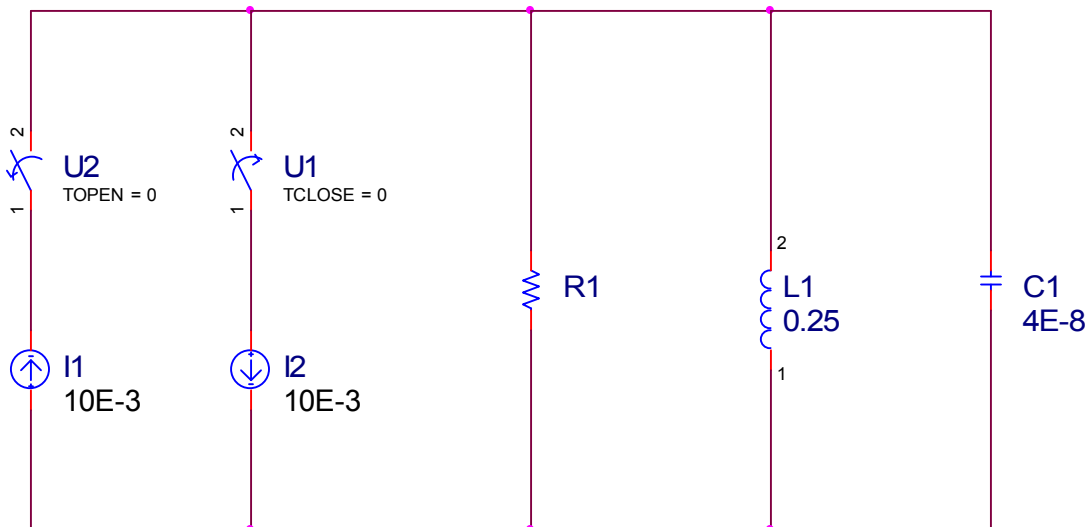 2
U2
TOPEN = 0
1
2
U1
TCLOSE = 0
1
R1
2
L1
0.25
1
C1
4E-8
I1
10E-3
I2
10E-3